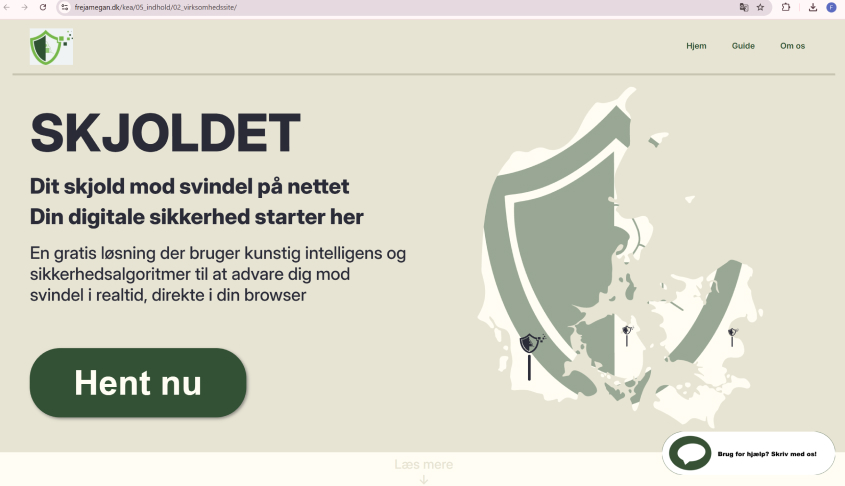 frejamegan.dk/kea/05_indhold/02_virksomhedssite/
F
Hjem Guide Om os
SKJOLDET
Dit skjold mod svindel på nettet
Din digitale sikkerhed starter her
En gratis løsning der bruger kunstig intelligens og
sikkerhedsalgoritmer til at advare dig mod
svindel i realtid, direkte i din browser
Hent nu
Brug for hjælp? Skriv med os!
Læs mere